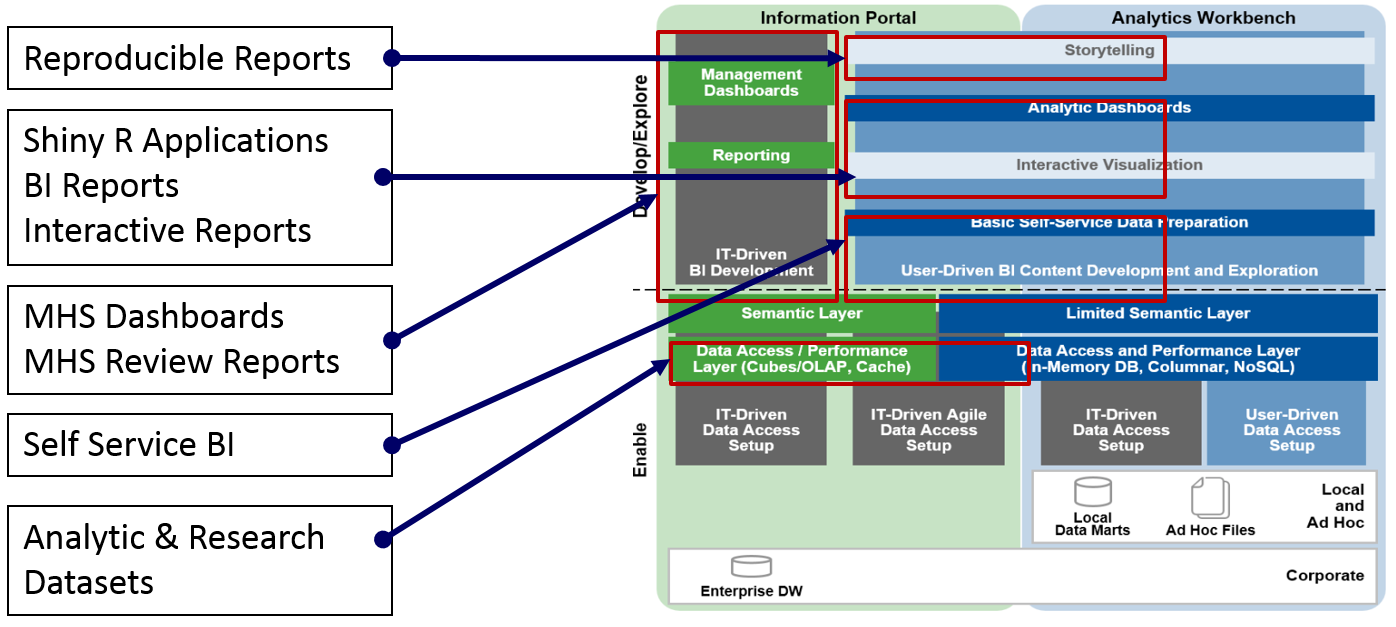 Reproducible Reports
Shiny R Applications
BI Reports
Interactive Reports
MHS Dashboards
MHS Review Reports
Self Service BI
Analytic & Research
Datasets
Information Portal
Analytics Workbench
Develop/Explore
Management
Dashboards
Reporting
IT-Driven
BI Development
Storytelling
Analytic Dashboards
Interactive Visualization
Basic Self-Service Data Preparation
User-Driven BI Content Development and Exploration
Enable
Semantic Layer
Limited Semantic Layer
Data Access / Performance
Layer (Cubes/OLAP, Cache)
Data Access and Performance Layer
(In-Memory DB, Columnar, NoSQL)
IT-Driven
Data Access
Setup
IT-Driven Agile
Data Access
Setup
IT-Driven
Data Access
Setup
User-Driven
Data Access
Setup
Local
Data Marts
Ad Hoc Files
Local
and
Ad Hoc
Enterprise DW
Corporate